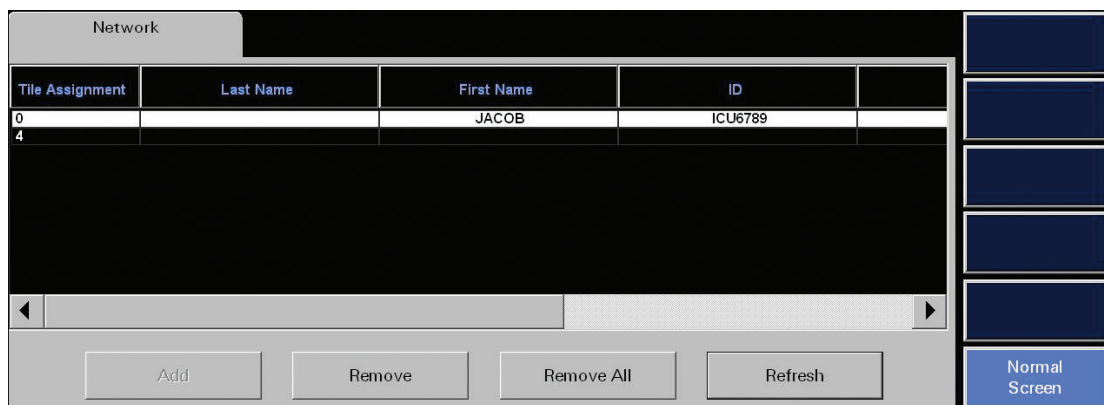 Network
Tile Assignment Last Name First Name ID
0 JACOB ICU6789
4
Add Remove Remove All Refresh
Normal
Screen